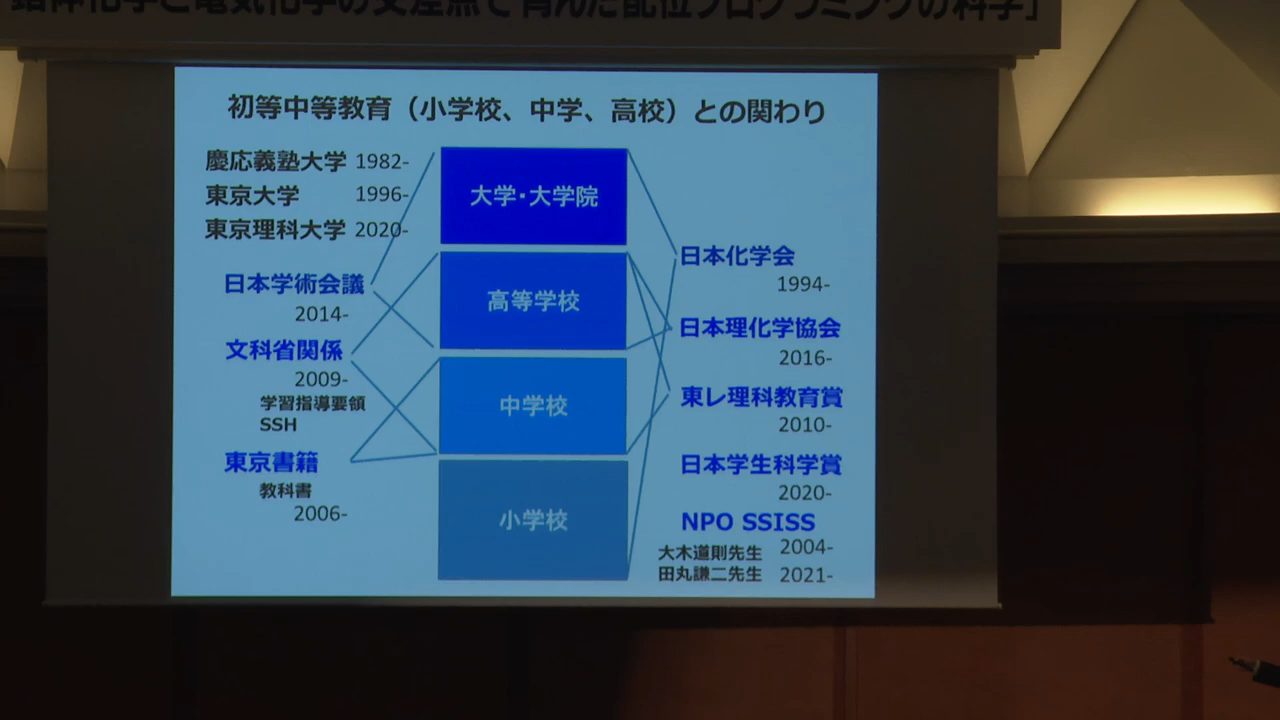 錯体化学と電気化学の交差点で育んだ配位プログラミングの科学」
初等中等教育（小学校、中学、高校）との関わり
慶応義塾大学 1982-
東京大学 1996-
東京理科大学 2020-
日本学術会議
2014-
文科省関係
2009-
学習指導要領
SSH
東京書籍
教科書
2006-
大学・大学院
高等学校
中学校
小学校
日本化学会
1994-
日本理化学協会
2016-
東レ理科教育賞
2010-
日本学生科学賞
2020-
NPO SSISS
大木道則先生 2004-
田丸謙二先生 2021-